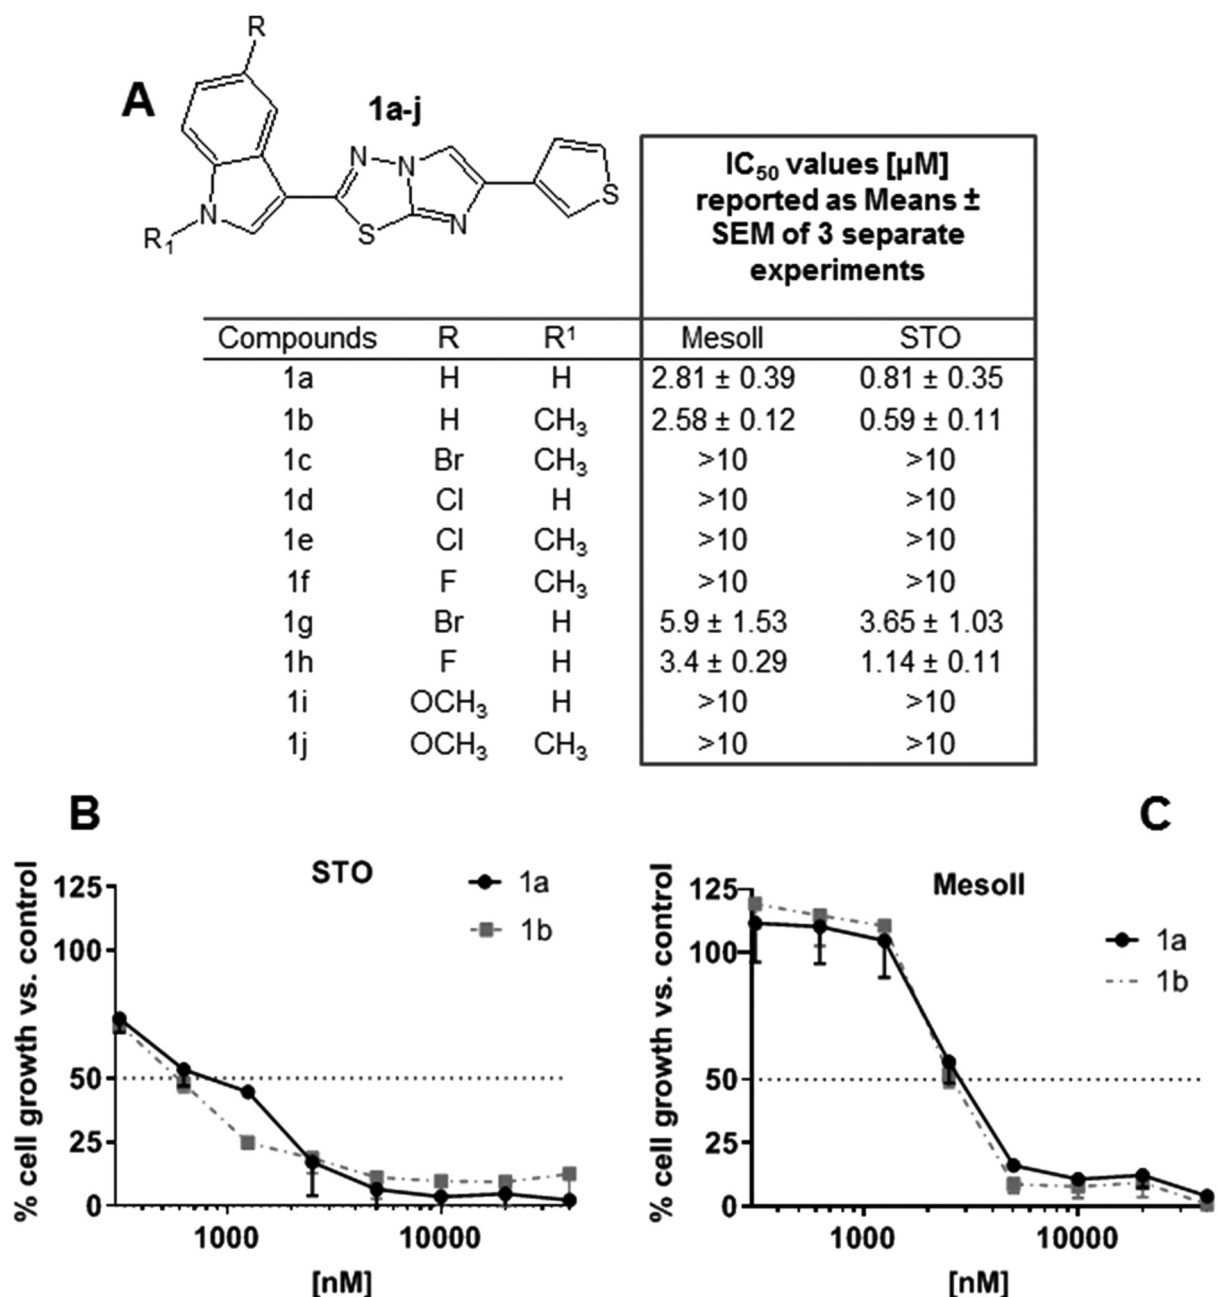 A
1a-j
R
N
N
N
S
N
S
R₁
IC₅₀ values [µM]
reported as Means ±
SEM of 3 separate
experiments
Compounds R R¹ MesoII STO
1a H H 2.81 ± 0.39 0.81 ± 0.35
1b H CH₃ 2.58 ± 0.12 0.59 ± 0.11
1c Br CH₃ >10 >10
1d Cl H >10 >10
1e Cl CH₃ >10 >10
1f F CH₃ >10 >10
1g Br H 5.9 ± 1.53 3.65 ± 1.03
1h F H 3.4 ± 0.29 1.14 ± 0.11
1i OCH₃ H >10 >10
1j OCH₃ CH₃ >10 >10
B
STO
1a
1b
% cell growth vs. control
125
100
50
25
0
1000 10000
[nM]
C
MesoII
1a
1b
% cell growth vs. control
125
100
50
25
0
1000 10000
[nM]